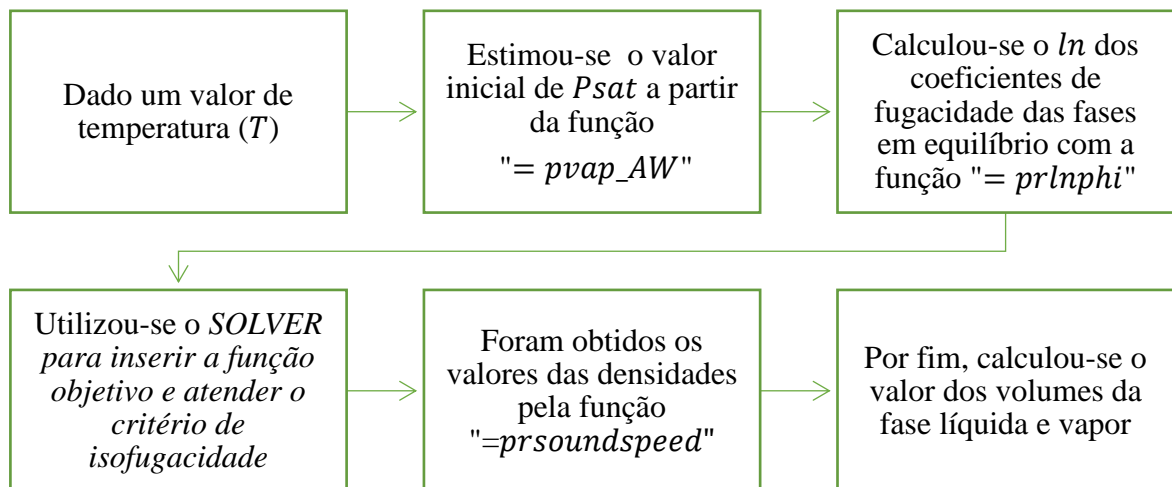 Dado um valor de
temperatura (T)
Estimou-se o valor
inicial de Psat a partir
da função
"= pvap_AW"
Calculou-se o ln dos
coeficientes de
fugacidade das fases
em equilíbrio com a
função "= prlnphi"
Utilizou-se o SOLVER
para inserir a função
objetivo e atender o
critério de
isofugacidade
Foram obtidos os
valores das densidades
pela função
"=prsoundspeed"
Por fim, calculou-se o
valor dos volumes da
fase líquida e vapor